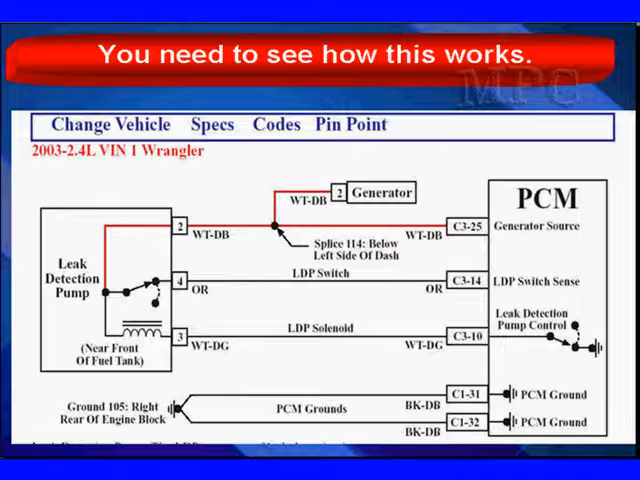 You need to see how this works.
MPC
Change Vehicle Specs Codes Pin Point
2003-2.4L VIN 1 Wrangler
PCM
2 Generator
WT-DB
2
WT-DB
WT-DB
C3-25
Generator Source
Splice 114: Below
Left Side Of Dash
Leak
Detection
Pump
4
OR
LDP Switch
OR
C3-14
LDP Switch Sense
Leak Detection
Pump Control
3
WT-DG
LDP Solenoid
WT-DG
C3-10
(Near Front
Of Fuel Tank)
Ground 105: Right
Rear Of Engine Block
PCM Grounds
BK-DB
C1-31
PCM Ground
BK-DB
C1-32
PCM Ground